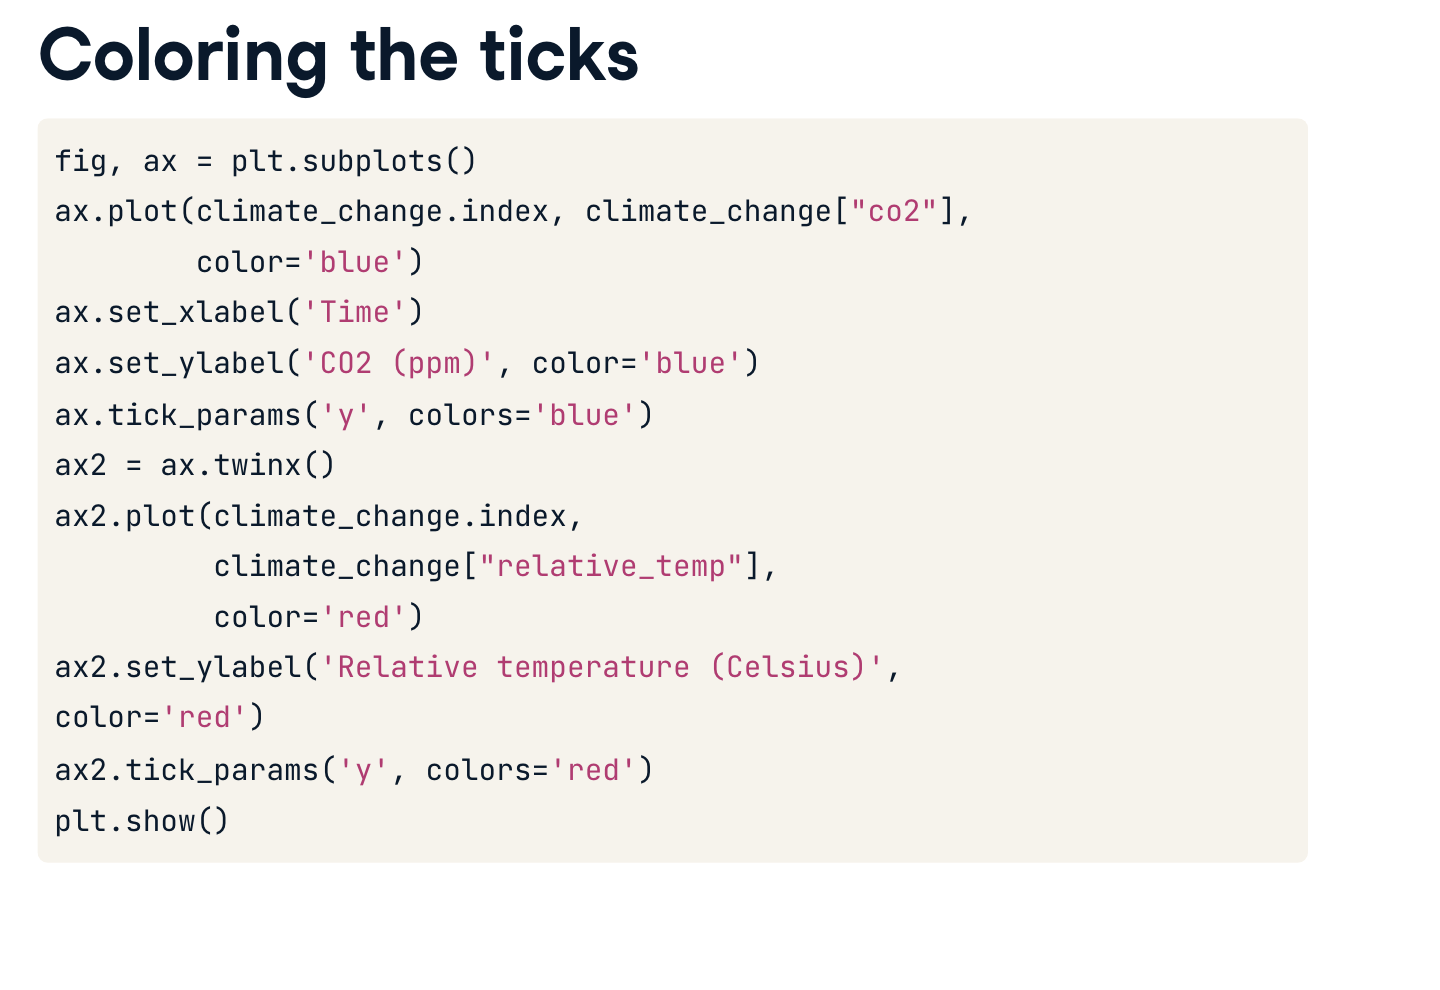 Coloring the ticks
fig, ax = plt.subplots()
ax.plot(climate_change.index, climate_change["co2"],
        color='blue')
ax.set_xlabel('Time')
ax.set_ylabel('CO2 (ppm)', color='blue')
ax.tick_params('y', colors='blue')
ax2 = ax.twinx()
ax2.plot(climate_change.index,
         climate_change["relative_temp"],
         color='red')
ax2.set_ylabel('Relative temperature (Celsius)',
color='red')
ax2.tick_params('y', colors='red')
plt.show()